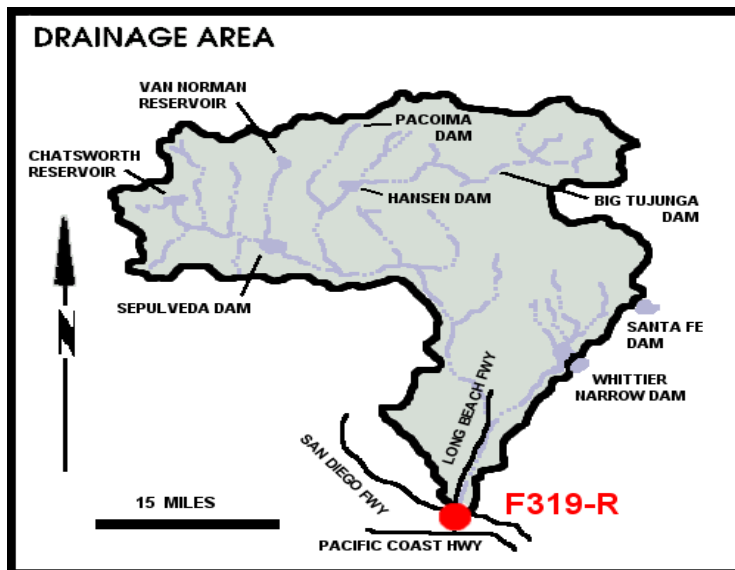 DRAINAGE AREA
VAN NORMAN
RESERVOIR
PACOIMA
DAM
CHATSWORTH
RESERVOIR
HANSEN DAM
BIG TUJUNGA
DAM
SEPULVEDA DAM
SANTA FE
DAM
WHITTIER
NARROW DAM
N
LONG BEACH FWY
SAN DIEGO FWY
15 MILES
F319-R
PACIFIC COAST HWY